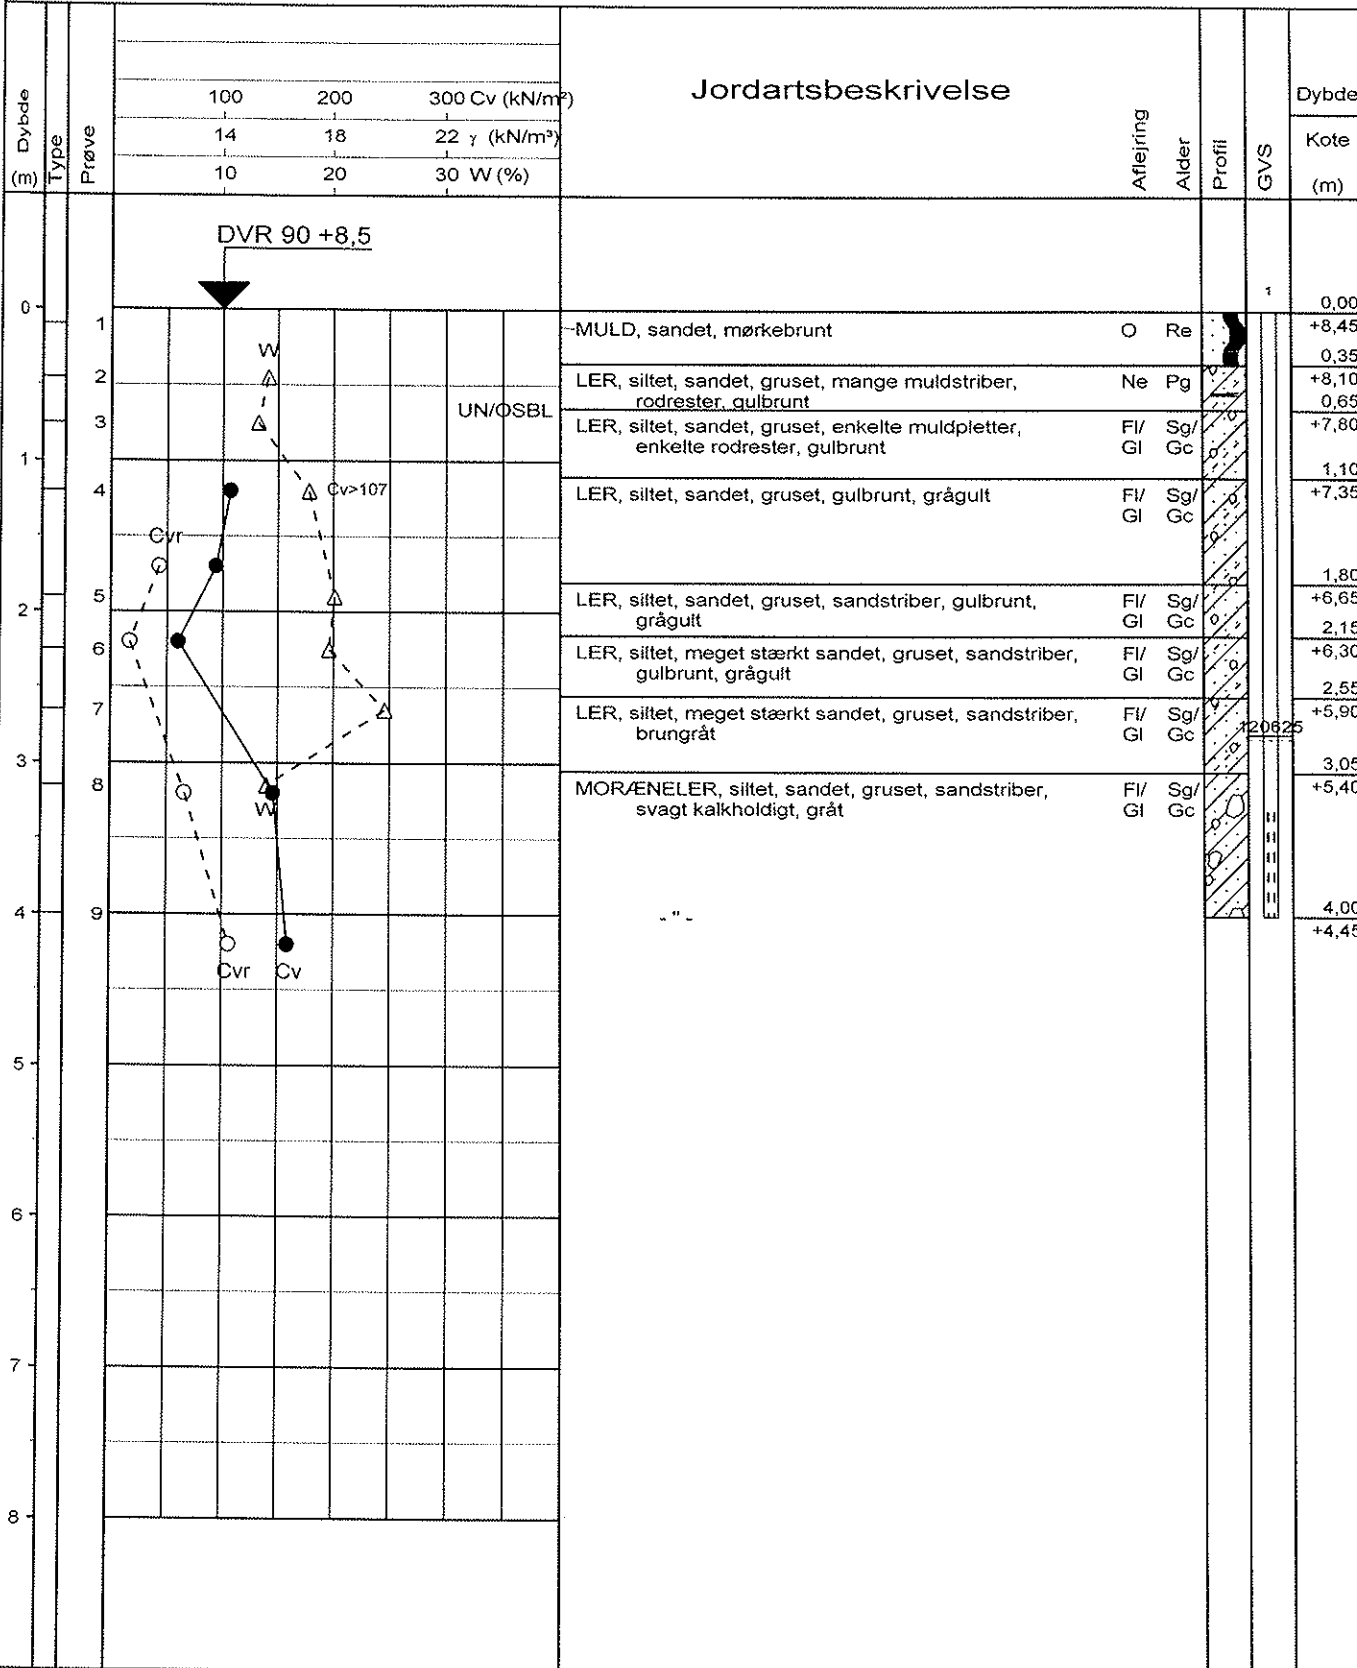 Jordartsbeskrivelse
Dybde
(m)
Type
Prøve
100 200 300 Cv (kN/m²)
14 18 22 γ (kN/m³)
10 20 30 W (%)
Aflejring
Alder
Profil
GVS
Dybde
Kote
(m)
DVR 90 +8,5
1
0,00
0
1
MULD, sandet, mørkebrunt O Re
+8,45
0,35
W
2
LER, siltet, sandet, gruset, mange muldstriber, Ne Pg
rodrester, gulbrunt
+8,10
0,65
UN/OSBL
3
LER, siltet, sandet, gruset, enkelte muldpletter, Fl/ Sg/
enkelte rodrester, gulbrunt Gl Gc
+7,80
1,10
1
4
Cv>107
LER, siltet, sandet, gruset, gulbrunt, grågult Fl/ Sg/
Gl Gc
+7,35
1,80
Cvr
5
LER, siltet, sandet, gruset, sandstriber, gulbrunt, Fl/ Sg/
grågult Gl Gc
+6,65
2,15
2
6
LER, siltet, meget stærkt sandet, gruset, sandstriber, Fl/ Sg/
gulbrunt, grågult Gl Gc
+6,30
2,55
7
LER, siltet, meget stærkt sandet, gruset, sandstriber, Fl/ Sg/
brungråt Gl Gc
+5,90
120625
3,05
3
8
W
MORÆNELER, siltet, sandet, gruset, sandstriber, Fl/ Sg/
svagt kalkholdigt, gråt Gl Gc
+5,40
4
9
- " -
4,00
+4,45
Cvr Cv
5
6
7
8